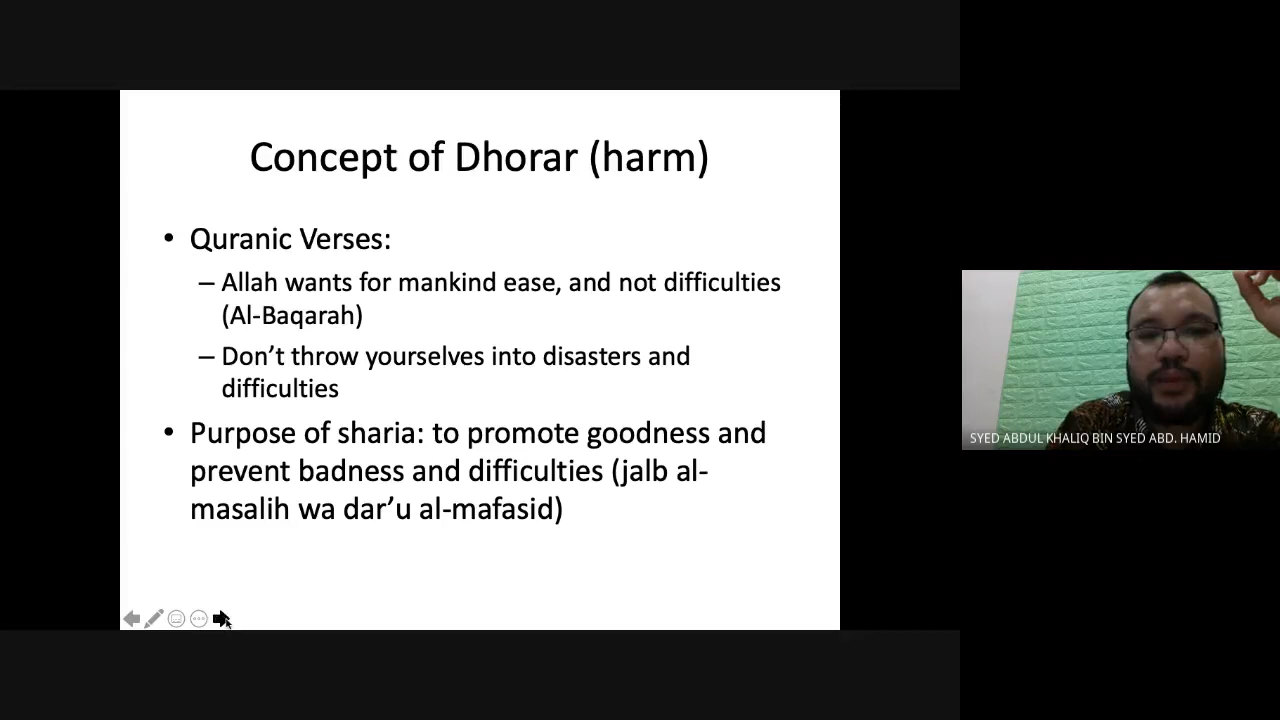 Concept of Dhorar (harm)
• Quranic Verses:
– Allah wants for mankind ease, and not difficulties
(Al-Baqarah)
– Don’t throw yourselves into disasters and
difficulties
• Purpose of sharia: to promote goodness and
prevent badness and difficulties (jalb al-
masalih wa dar’u al-mafasid)
SYED ABDUL KHALIQ BIN SYED ABD. HAMID